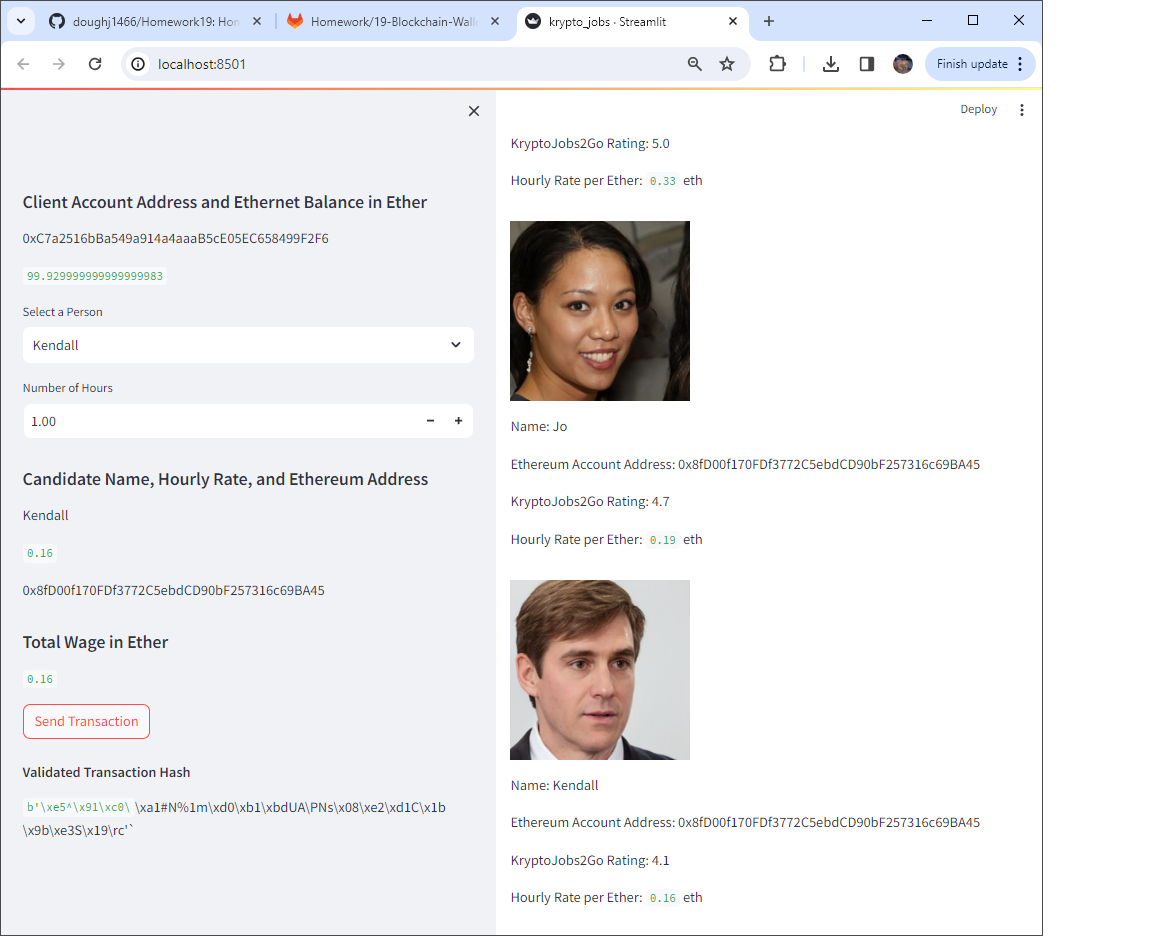 doughj1466/Homework19: Hom
Homework/19-Blockchain-Wall
krypto_jobs · Streamlit
localhost:8501
Finish update
Deploy
Client Account Address and Ethernet Balance in Ether
0xC7a2516bBa549a914a4aaaB5cE05EC658499F2F6
99.929999999999999983
Select a Person
Kendall
Number of Hours
1.00
Candidate Name, Hourly Rate, and Ethereum Address
Kendall
0.16
0x8fD00f170FDf3772C5ebdCD90bF257316c69BA45
Total Wage in Ether
0.16
Send Transaction
Validated Transaction Hash
b'\xe5^\x91\xc0\ \xa1#N%1m\xd0\xb1\xbdUA\PNs\x08\xe2\xd1C\x1b
\x9b\xe3S\x19\rc'`
KryptoJobs2Go Rating: 5.0
Hourly Rate per Ether: 0.33 eth
Name: Jo
Ethereum Account Address: 0x8fD00f170FDf3772C5ebdCD90bF257316c69BA45
KryptoJobs2Go Rating: 4.7
Hourly Rate per Ether: 0.19 eth
Name: Kendall
Ethereum Account Address: 0x8fD00f170FDf3772C5ebdCD90bF257316c69BA45
KryptoJobs2Go Rating: 4.1
Hourly Rate per Ether: 0.16 eth